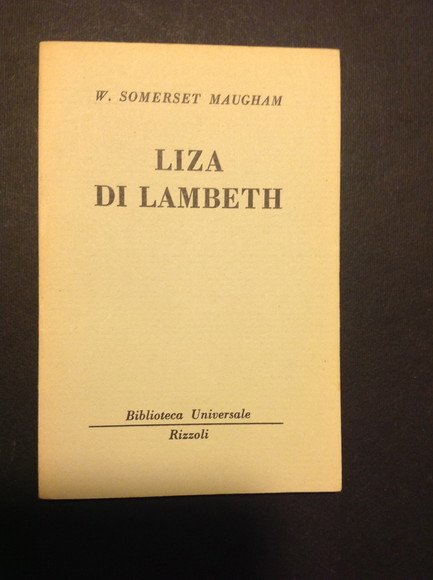 W. SOMERSET MAUGHAM
LIZA
DI LAMBETH
Biblioteca Universale
Rizzoli